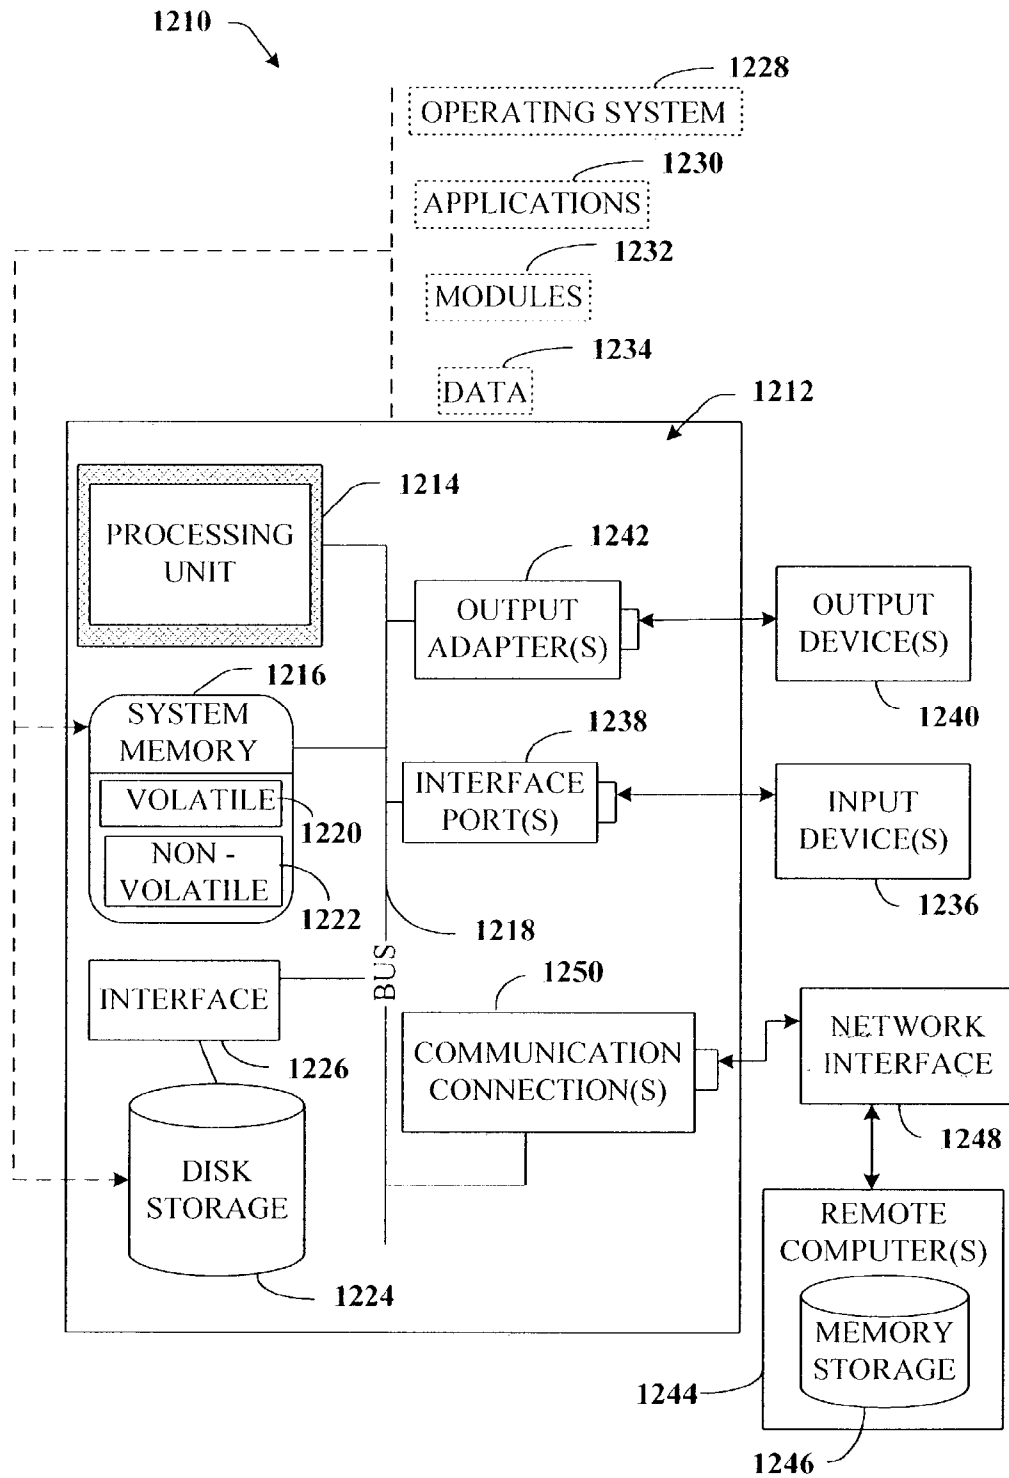 1210
1228
OPERATING SYSTEM
1230
APPLICATIONS
1232
MODULES
1234
DATA
1212
1214
PROCESSING
UNIT
1242
OUTPUT
ADAPTER(S)
OUTPUT
DEVICE(S)
1240
1216
SYSTEM
MEMORY
VOLATILE
1220
NON -
VOLATILE
1222
1238
INTERFACE
PORT(S)
INPUT
DEVICE(S)
1236
1218
BUS
INTERFACE
1226
1250
COMMUNICATION
CONNECTION(S)
NETWORK
INTERFACE
1248
DISK
STORAGE
1224
REMOTE
COMPUTER(S)
MEMORY
STORAGE
1244
1246